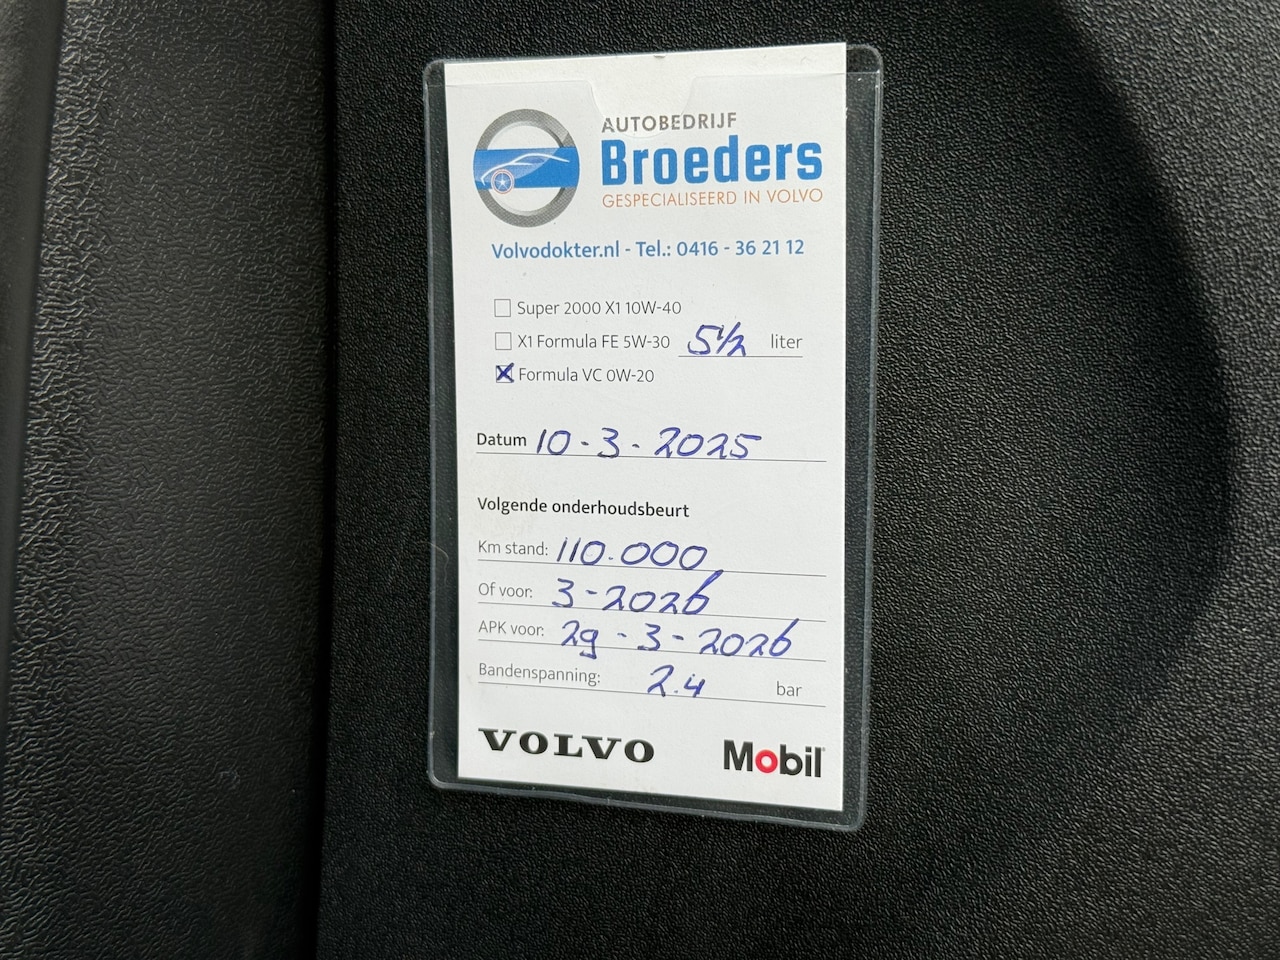 AUTOBEDRIJF
Broeders
GESPECIALISEERD IN VOLVO
Volvodokter.nl - Tel.: 0416 - 36 21 12
Super 2000 X1 10W-40
X1 Formula FE 5W-30 5 1/2 liter
Formula VC 0W-20
Datum 10-3-2025
Volgende onderhoudsbeurt
Km stand: 110.000
Of voor: 3-2026
APK voor: 29-3-2026
Bandenspanning: 2.4 bar
VOLVO Mobil